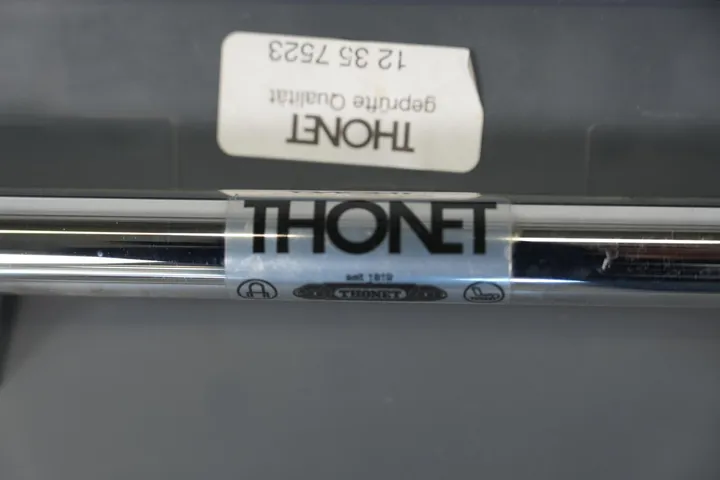 THONET
geprüfte Qualität
12 35 7523
THONET
seit 1819
THONET